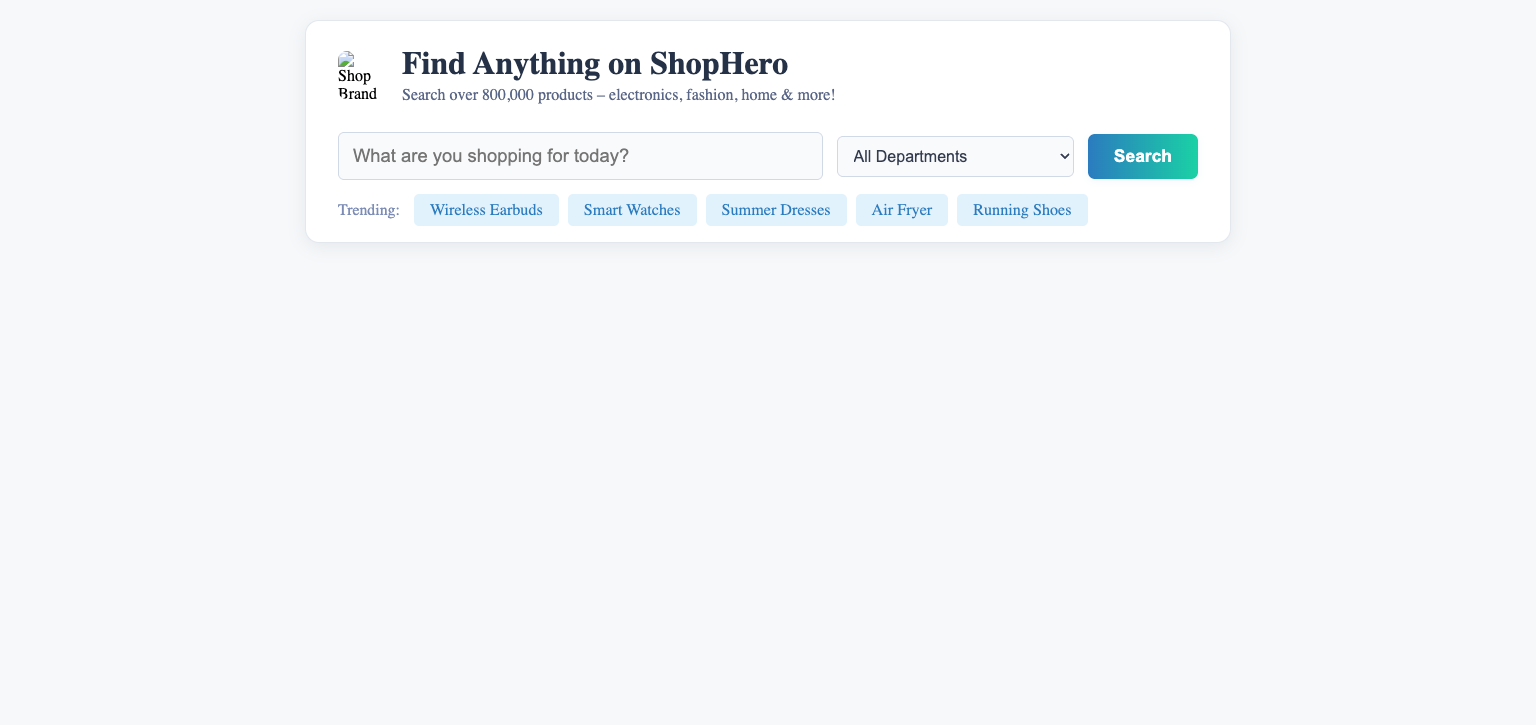 Shop Brand
Find Anything on ShopHero
Search over 800,000 products – electronics, fashion, home & more!
What are you shopping for today?
All Departments
Search
Trending:
Wireless Earbuds
Smart Watches
Summer Dresses
Air Fryer
Running Shoes